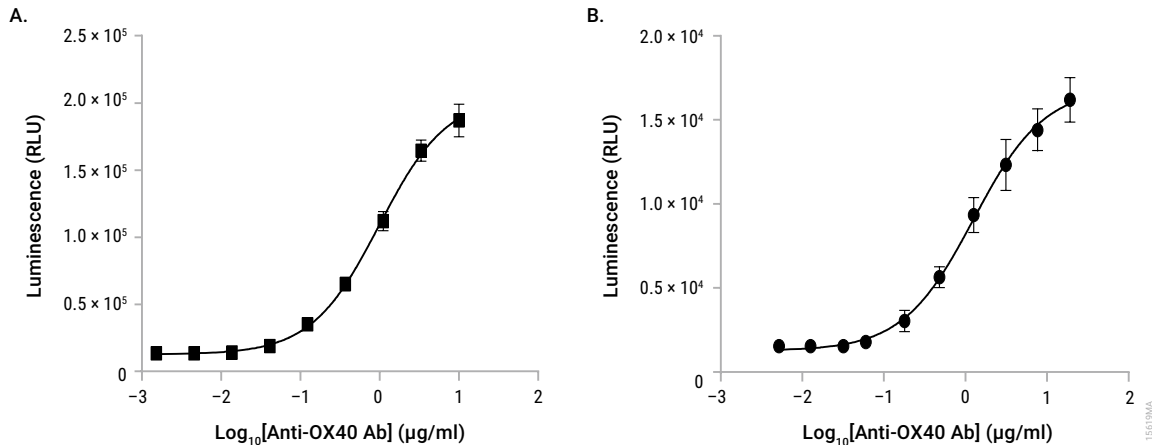 A.
2.5 × 10⁵
2.0 × 10⁵
1.5 × 10⁵
1.0 × 10⁵
0.5 × 10⁵
0
Luminescence (RLU)
−3 −2 −1 0 1 2
Log₁₀[Anti-OX40 Ab] (µg/ml)
B.
2.0 × 10⁴
1.5 × 10⁴
1.0 × 10⁴
0.5 × 10⁴
0
Luminescence (RLU)
−3 −2 −1 0 1 2
Log₁₀[Anti-OX40 Ab] (µg/ml)
15619MA